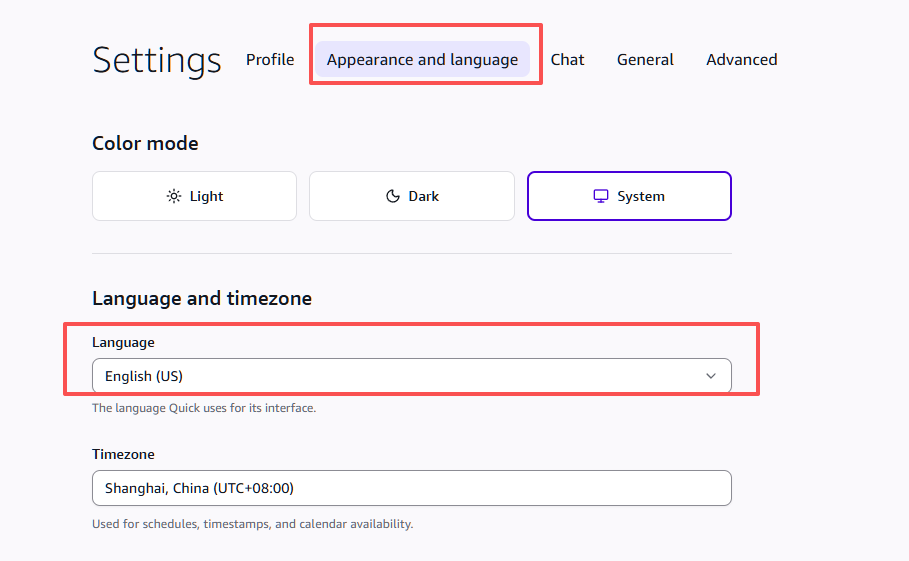 Settings Profile Appearance and language Chat General Advanced
Color mode
Light Dark System
Language and timezone
Language
English (US)
The language Quick uses for its interface.
Timezone
Shanghai, China (UTC+08:00)
Used for schedules, timestamps, and calendar availability.